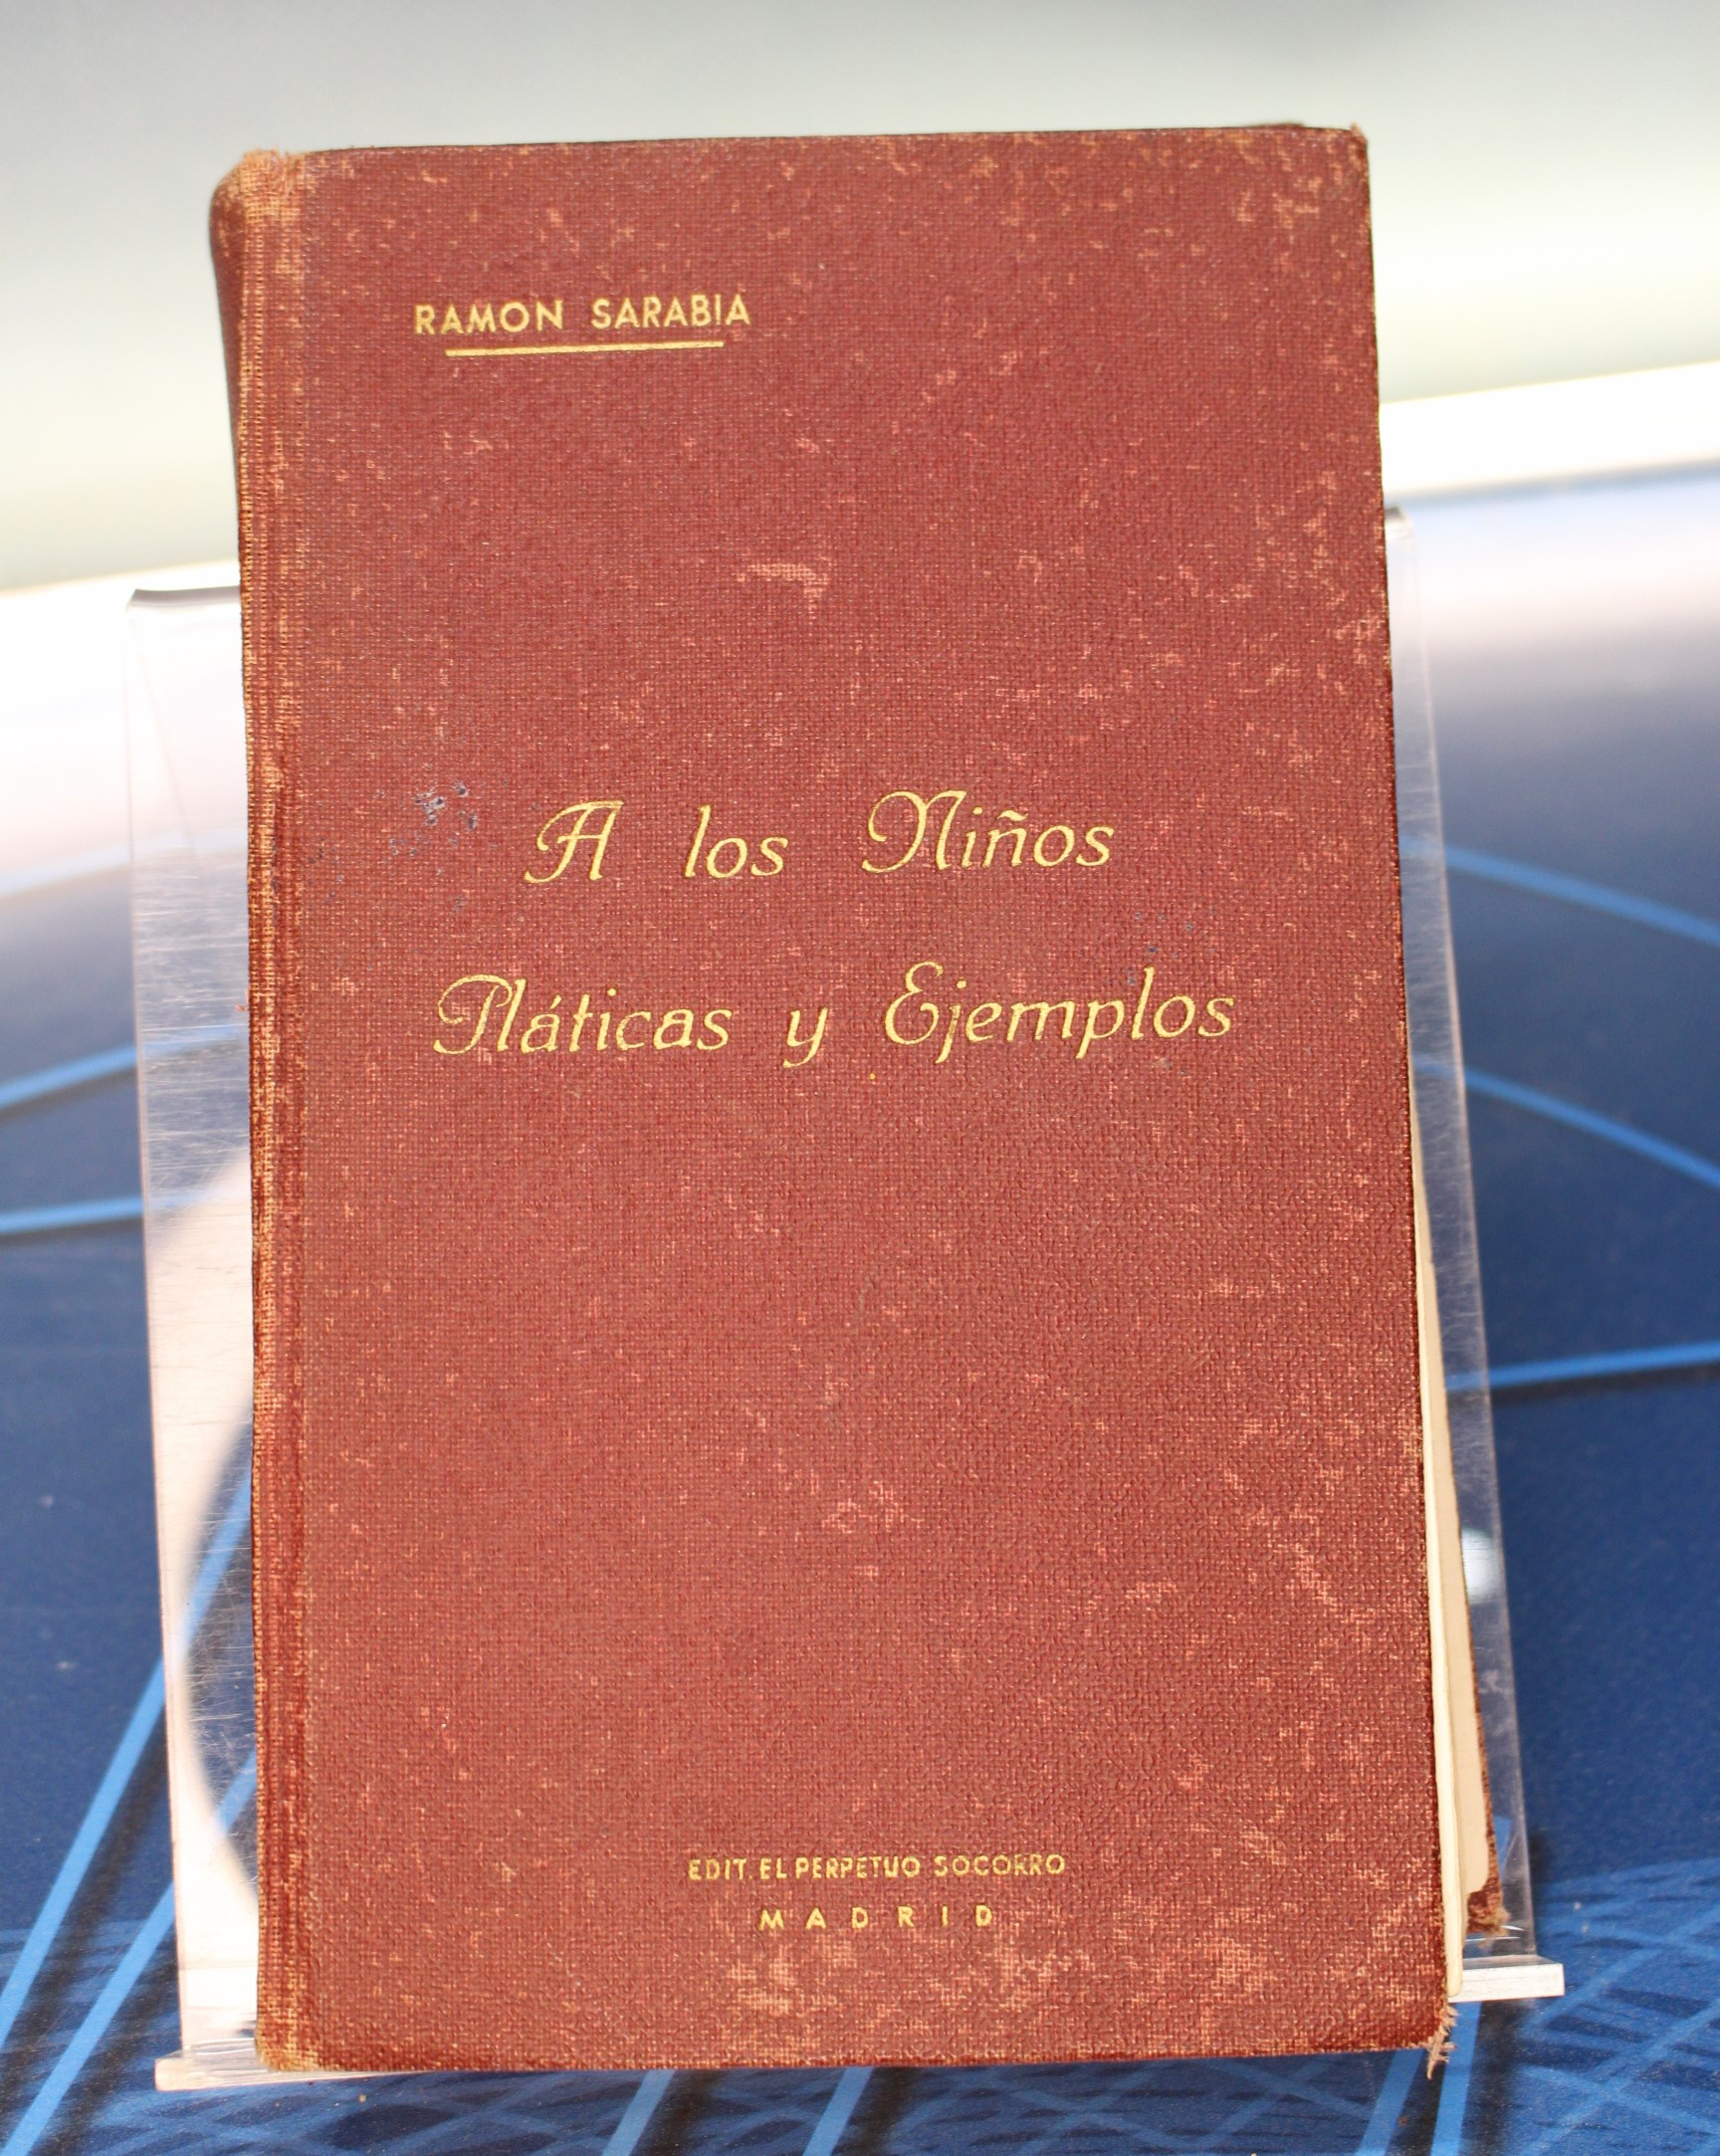 RAMON SARABIA
A los Niños
Pláticas y Ejemplos
EDIT. EL PERPETUO SOCORRO
MADRID